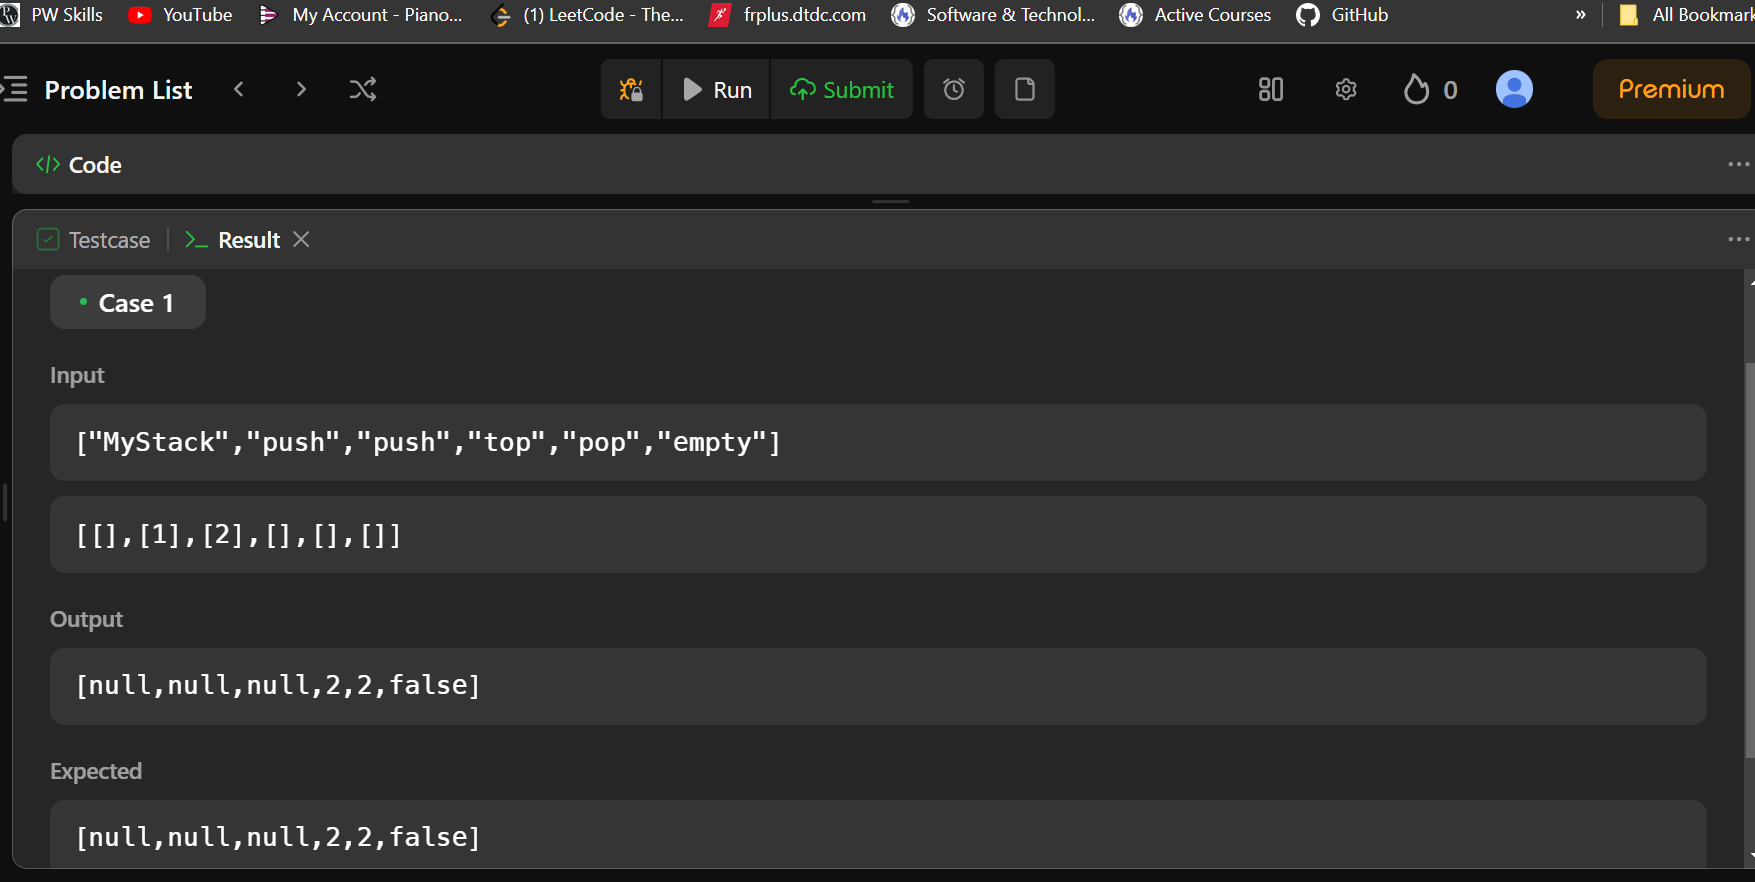 PW Skills YouTube My Account - Piano... (1) LeetCode - The... frplus.dtdc.com Software & Technol... Active Courses GitHub » All Bookmark
Problem List < > Run Submit 0 Premium
</> Code ...
Testcase >_ Result ...
Case 1
Input
["MyStack","push","push","top","pop","empty"]
[[],[1],[2],[],[],[]]
Output
[null,null,null,2,2,false]
Expected
[null,null,null,2,2,false]